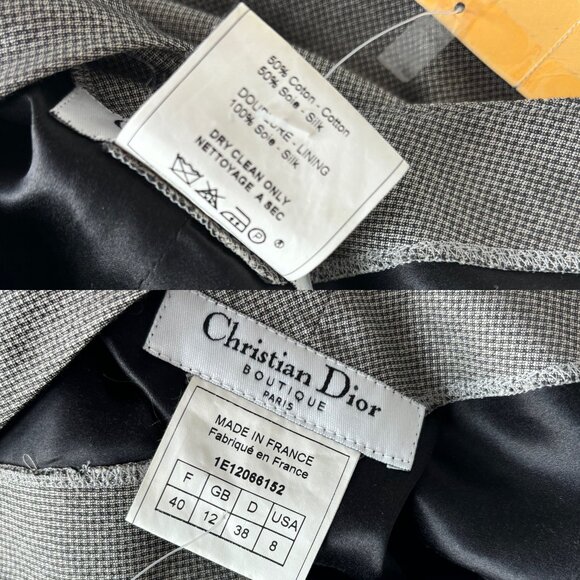 50% Coton - Cotton
50% Soie - Silk
DOUBLURE - LINING
100% Soie - Silk
DRY CLEAN ONLY
NETTOYAGE A SEC
P
Christian Dior
BOUTIQUE
PARIS
MADE IN FRANCE
Fabriqué en France
1E12066152
F GB D USA
40 12 38 8